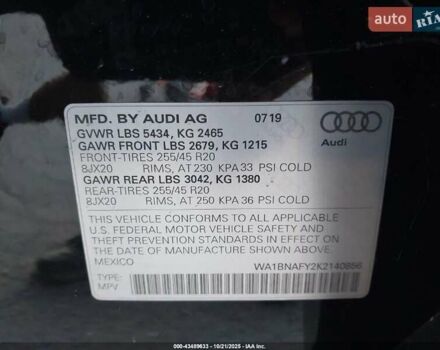 auto RIA
MFD. BY AUDI AG 0719
GVWR LBS 5434, KG 2465
GAWR FRONT LBS 2679, KG 1215
FRONT-TIRES 255/45 R20
8JX20 RIMS, AT 230 KPA 33 PSI COLD
GAWR REAR LBS 3042, KG 1380
REAR-TIRES 255/45 R20
8JX20 RIMS, AT 250 KPA 36 PSI COLD
Audi
THIS VEHICLE CONFORMS TO ALL APPLICABLE
U.S. FEDERAL MOTOR VEHICLE SAFETY, BUMPER,
AND THEFT PREVENTION STANDARDS IN EFFECT ON THE
DATE OF MANUFACTURE SHOWN ABOVE.
MEXICO WA1BNAFY2K2140856
TYPE:
MPV
000-43489633 - 10/21/2025 -